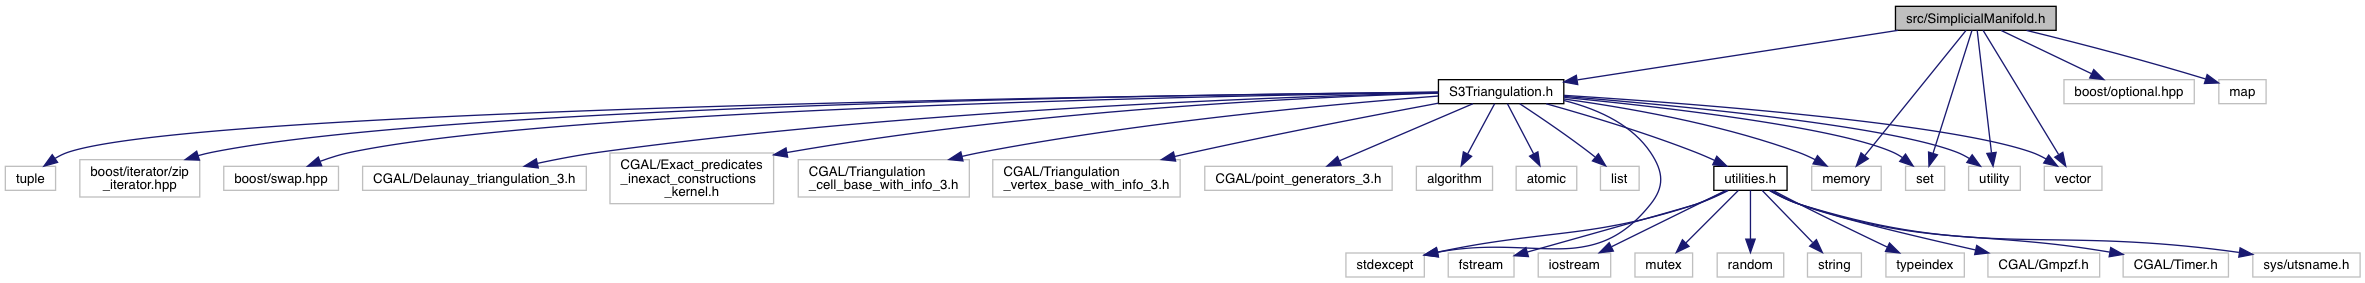 src/SimplicialManifold.h
S3Triangulation.h
boost/optional.hpp
map
tuple
boost/iterator/zip
_iterator.hpp
boost/swap.hpp
CGAL/Delaunay_triangulation_3.h
CGAL/Exact_predicates
_inexact_constructions
_kernel.h
CGAL/Triangulation
_cell_base_with_info_3.h
CGAL/Triangulation
_vertex_base_with_info_3.h
CGAL/point_generators_3.h
algorithm
atomic
list
utilities.h
memory
set
utility
vector
stdexcept
fstream
iostream
mutex
random
string
typeindex
CGAL/Gmpzf.h
CGAL/Timer.h
sys/utsname.h